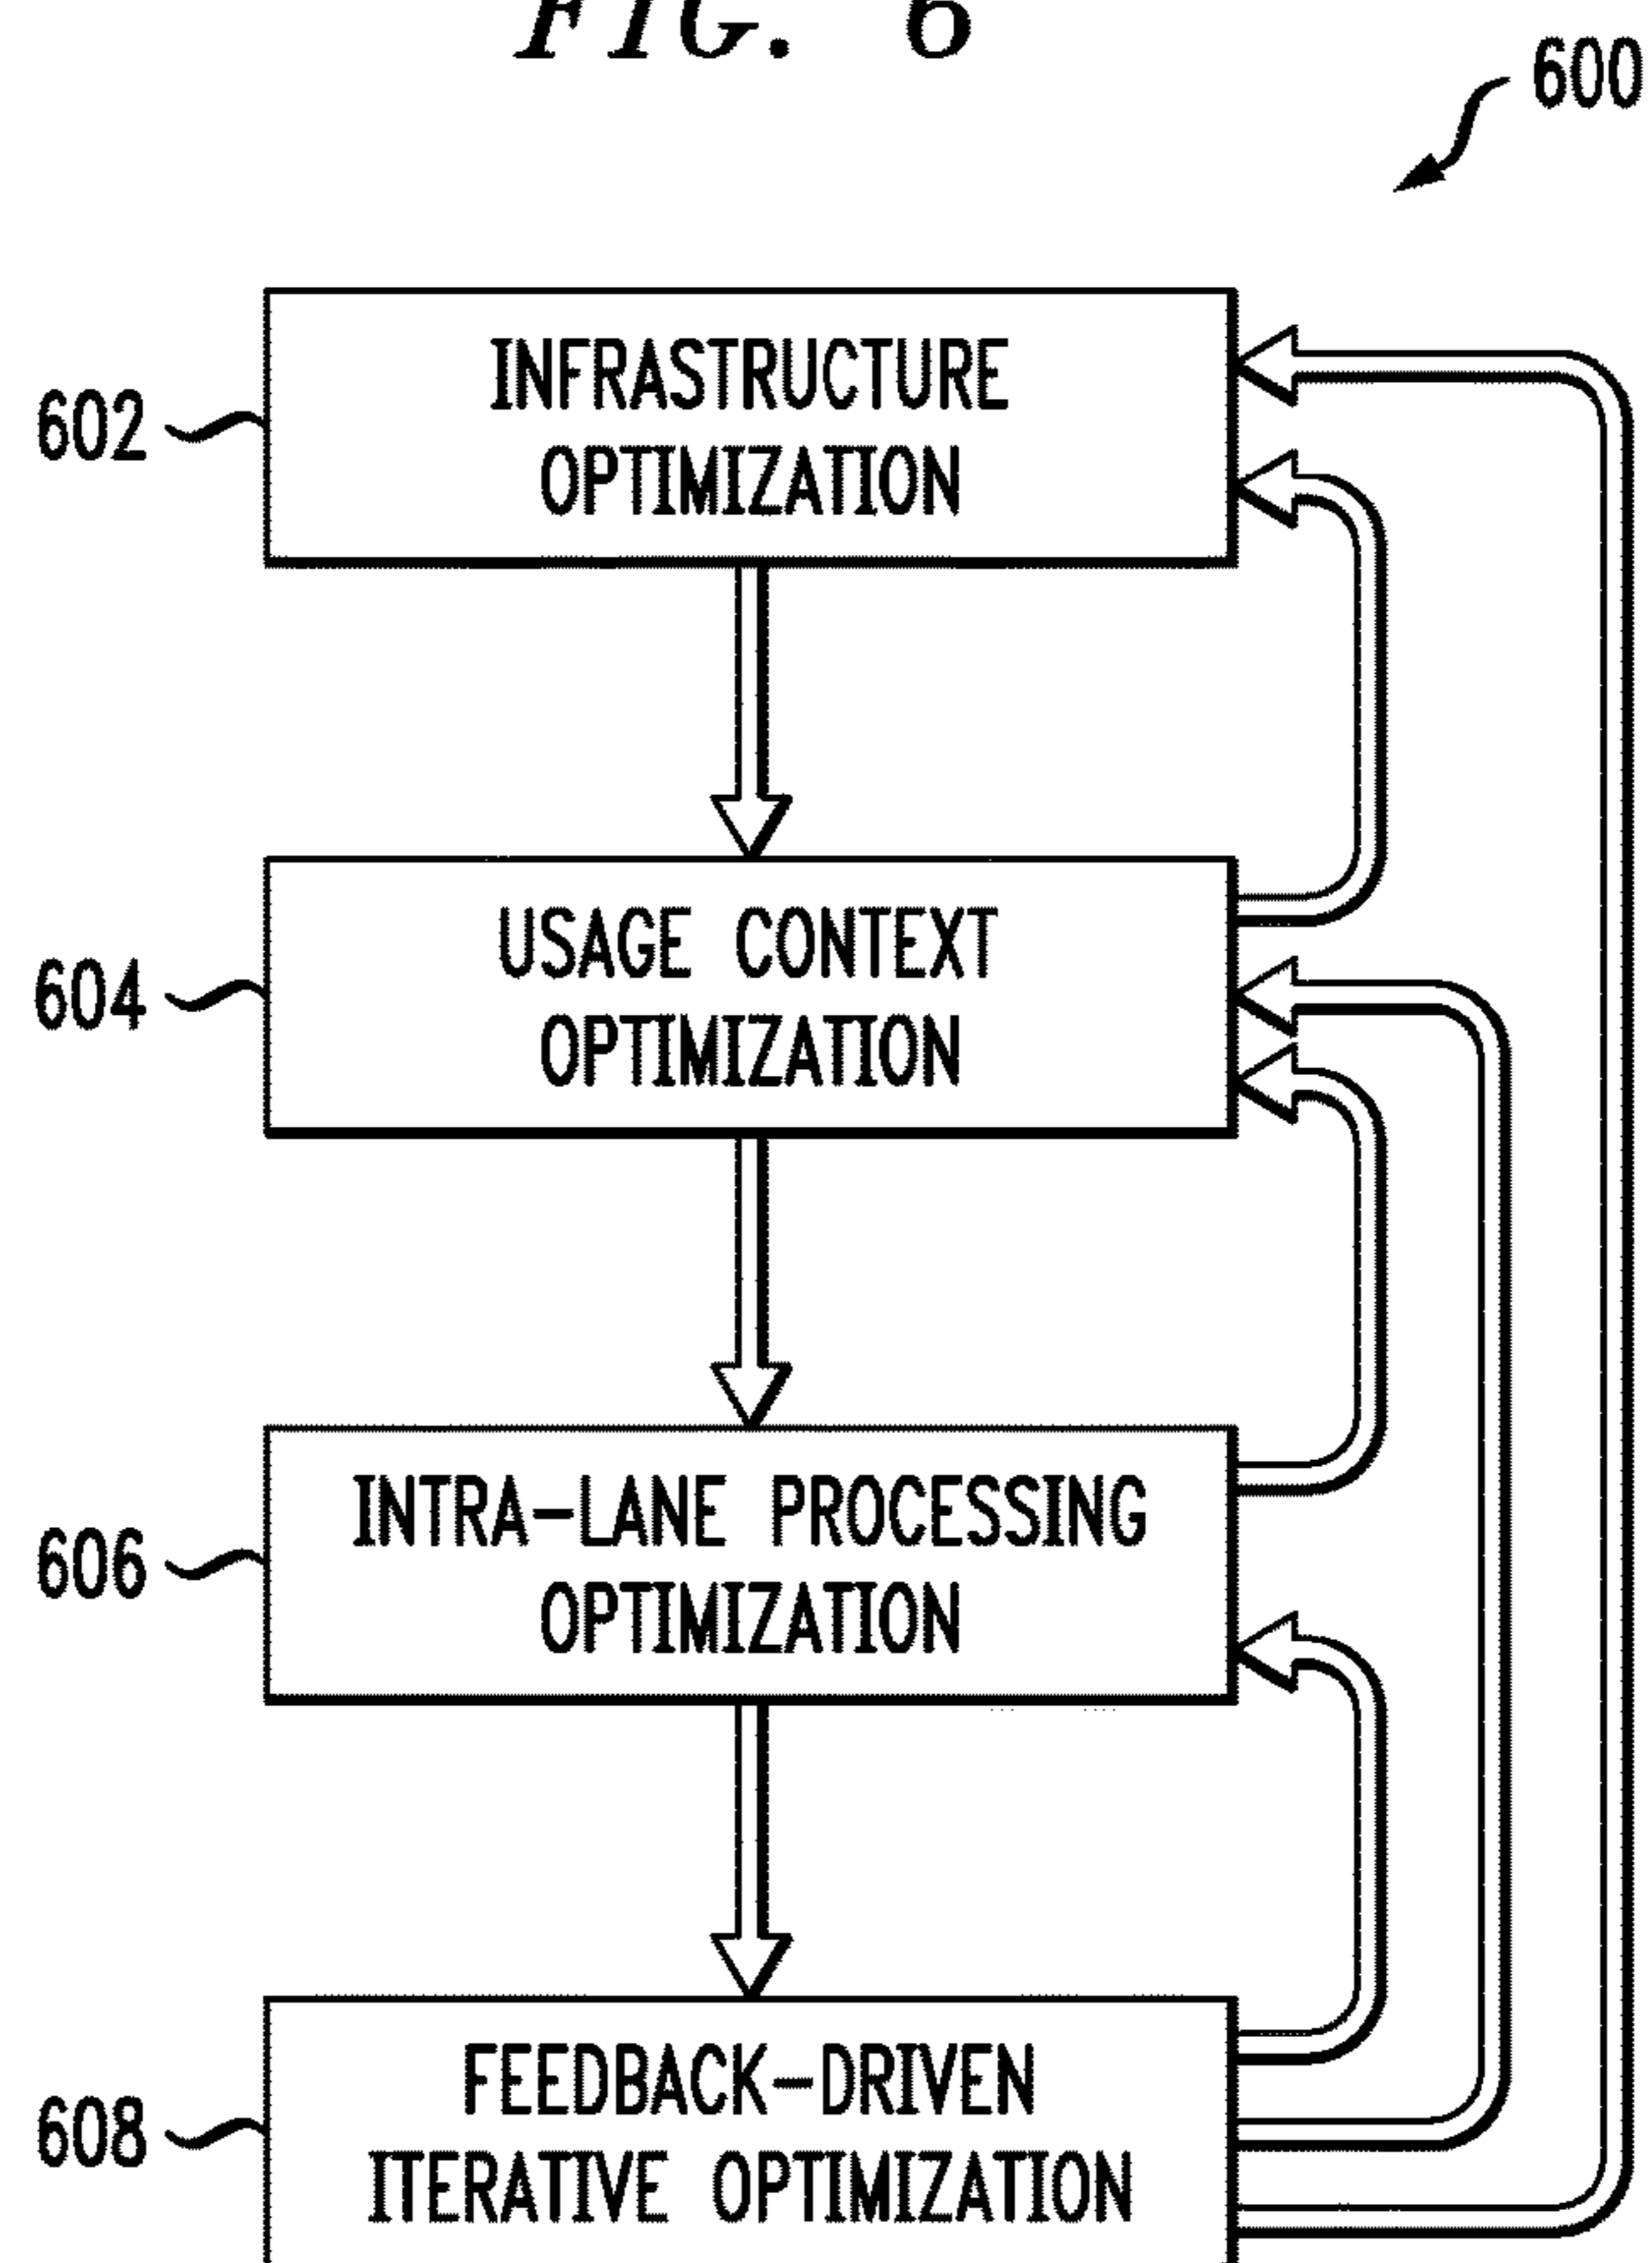 FIG. 6
600
602
INFRASTRUCTURE
OPTIMIZATION
604
USAGE CONTEXT
OPTIMIZATION
606
INTRA-LANE PROCESSING
OPTIMIZATION
608
FEEDBACK-DRIVEN
ITERATIVE OPTIMIZATION